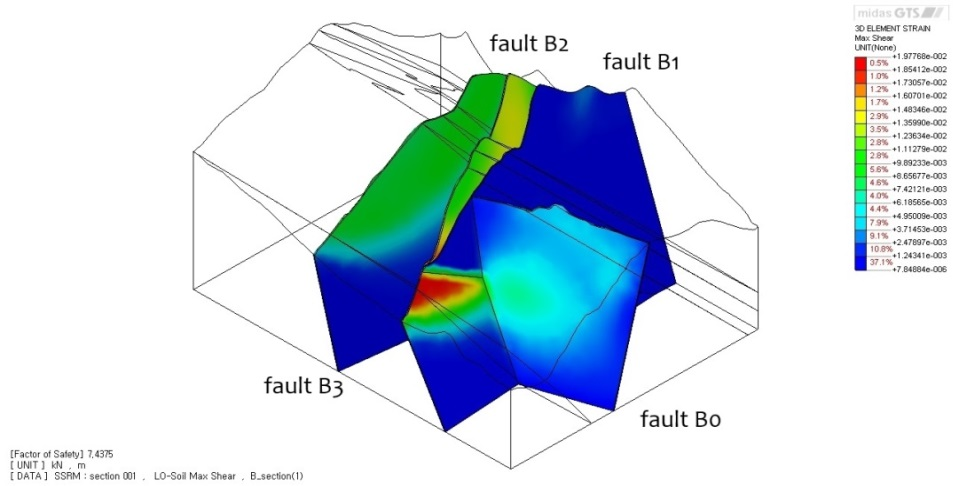 midas GTS
3D ELEMENT STRAIN
Max Shear
UNIT(None)
+1.97768e-002
0.5%
+1.85412e-002
1.0%
+1.73057e-002
1.2%
+1.60701e-002
1.7%
+1.48346e-002
2.9%
+1.35990e-002
3.5%
+1.23634e-002
2.8%
+1.11279e-002
2.8%
+9.89233e-003
5.6%
+8.65677e-003
4.6%
+7.42121e-003
4.0%
+6.18565e-003
4.4%
+4.95009e-003
7.9%
+3.71453e-003
9.1%
+2.47897e-003
10.8%
+1.24341e-003
37.1%
+7.84884e-006
fault B2
fault B1
fault B3
fault B0
[Factor of Safety] 7,4375
[ UNIT ] kN , m
[ DATA ] SSRM : section 001 , LO-Soil Max Shear , B_section(1)